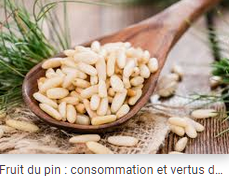 Fruit du pin : consommation et vertus d...